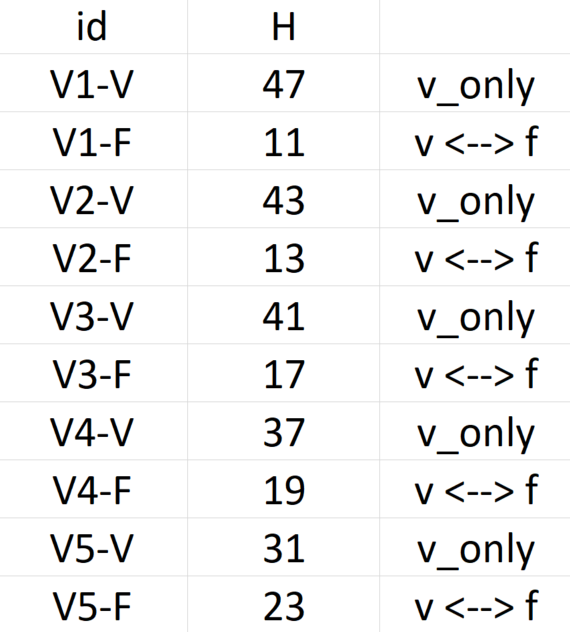 id H
V1-V 47 v_only
V1-F 11 v <--> f
V2-V 43 v_only
V2-F 13 v <--> f
V3-V 41 v_only
V3-F 17 v <--> f
V4-V 37 v_only
V4-F 19 v <--> f
V5-V 31 v_only
V5-F 23 v <--> f